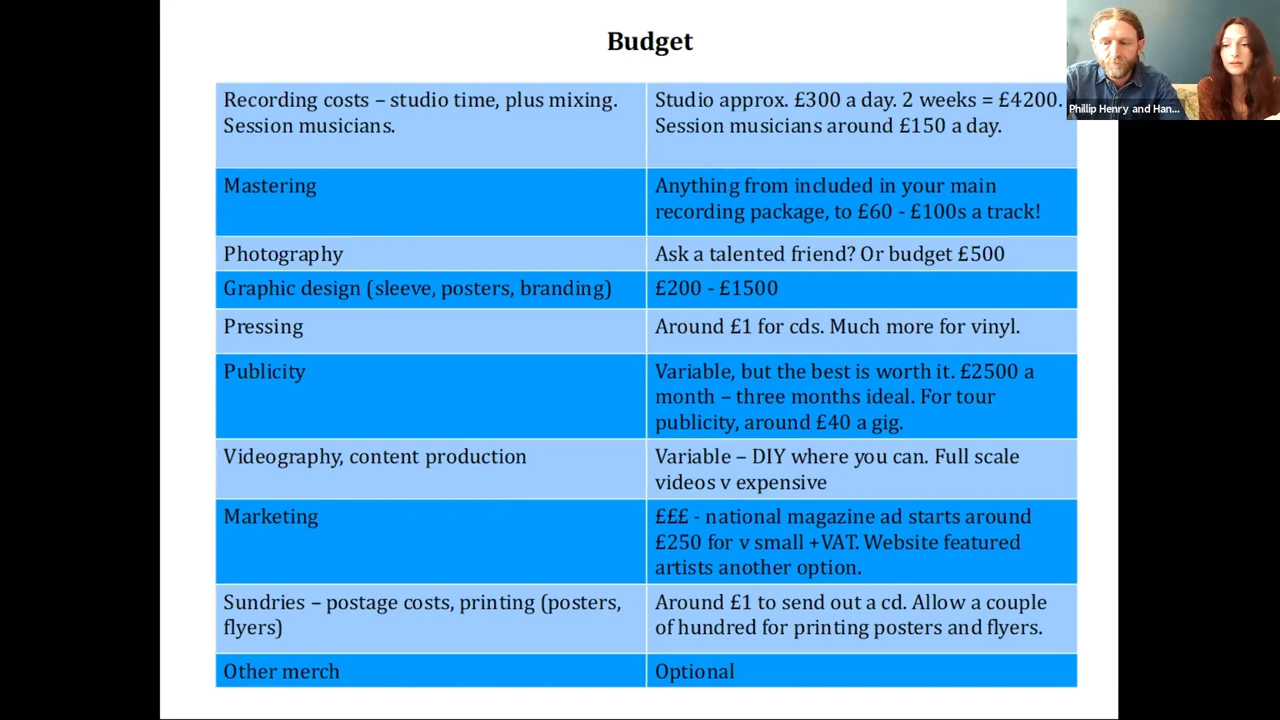 Budget
Recording costs – studio time, plus mixing.
Session musicians.
Studio approx. £300 a day. 2 weeks = £4200.
Session musicians around £150 a day.
Mastering
Anything from included in your main
recording package, to £60 - £100s a track!
Photography
Ask a talented friend? Or budget £500
Graphic design (sleeve, posters, branding)
£200 - £1500
Pressing
Around £1 for cds. Much more for vinyl.
Publicity
Variable, but the best is worth it. £2500 a
month – three months ideal. For tour
publicity, around £40 a gig.
Videography, content production
Variable – DIY where you can. Full scale
videos v expensive
Marketing
£££ - national magazine ad starts around
£250 for v small +VAT. Website featured
artists another option.
Sundries – postage costs, printing (posters,
flyers)
Around £1 to send out a cd. Allow a couple
of hundred for printing posters and flyers.
Other merch
Optional
Phillip Henry and Han...